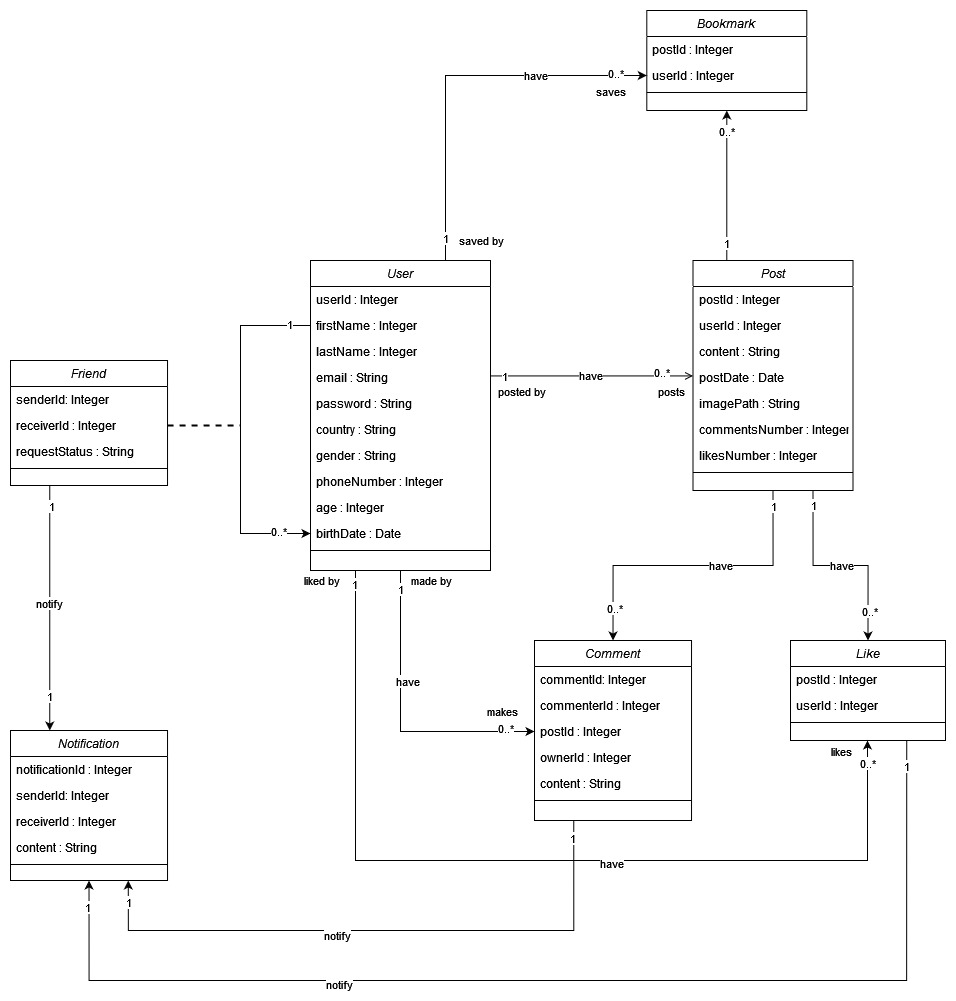 Bookmark
postId : Integer
userId : Integer
have
0..*
saves
0..*
1
saved by
1
User
userId : Integer
firstName : Integer
lastName : Integer
email : String
password : String
country : String
gender : String
phoneNumber : Integer
age : Integer
birthDate : Date
Post
postId : Integer
userId : Integer
content : String
postDate : Date
imagePath : String
commentsNumber : Integer
likesNumber : Integer
1
0..*
Friend
senderId: Integer
receiverId : Integer
requestStatus : String
1
have
0..*
posted by
posts
1
notify
1
liked by
1
1
made by
have
makes
0..*
1
have
0..*
1
have
0..*
Comment
commentId: Integer
commenterId : Integer
postId : Integer
ownerId : Integer
content : String
Like
postId : Integer
userId : Integer
likes
0..*
1
Notification
notificationId : Integer
senderId: Integer
receiverId : Integer
content : String
1
have
1
1
notify
notify